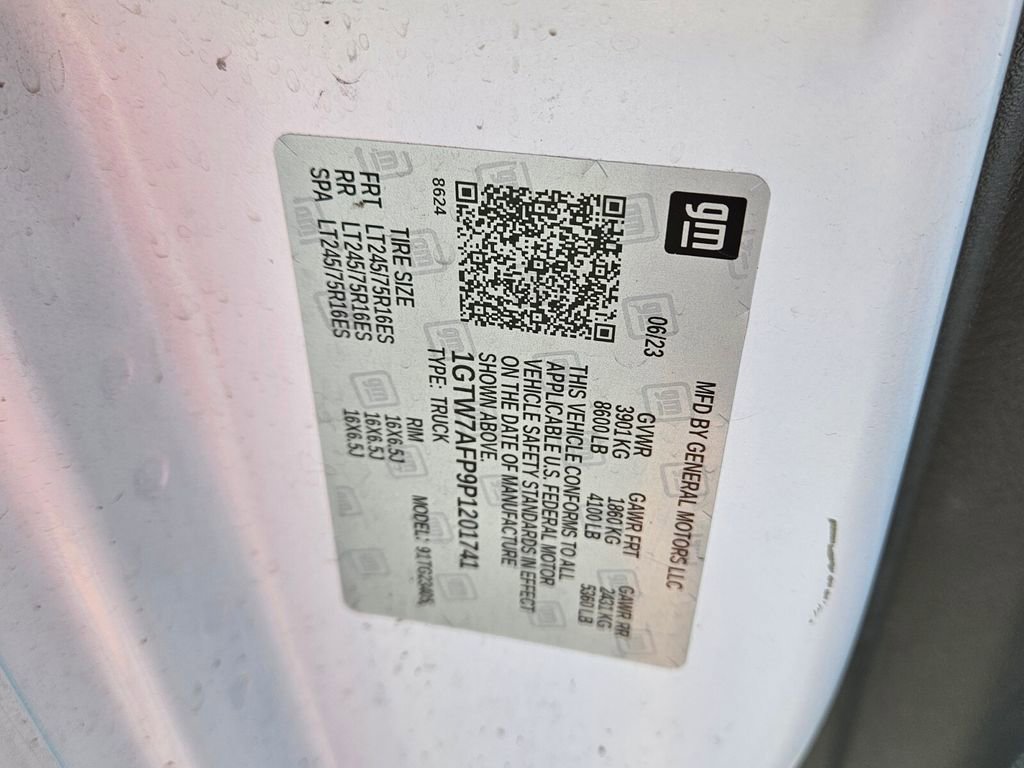 gm
MFD BY GENERAL MOTORS LLC
06/23
GVWR GAWR FRT GAWR RR
3901 KG 1860 KG 2431 KG
8600 LB 4100 LB 5360 LB
THIS VEHICLE CONFORMS TO ALL
APPLICABLE U.S. FEDERAL MOTOR
VEHICLE SAFETY STANDARDS IN EFFECT
ON THE DATE OF MANUFACTURE
SHOWN ABOVE.
1GTW7AFP9P1201741
8624 TYPE: TRUCK MODEL:
TIRE SIZE RIM
FRT LT245/75R16ES 16X6.5J
RR LT245/75R16ES 16X6.5J
SPA LT245/75R16ES 16X6.5J